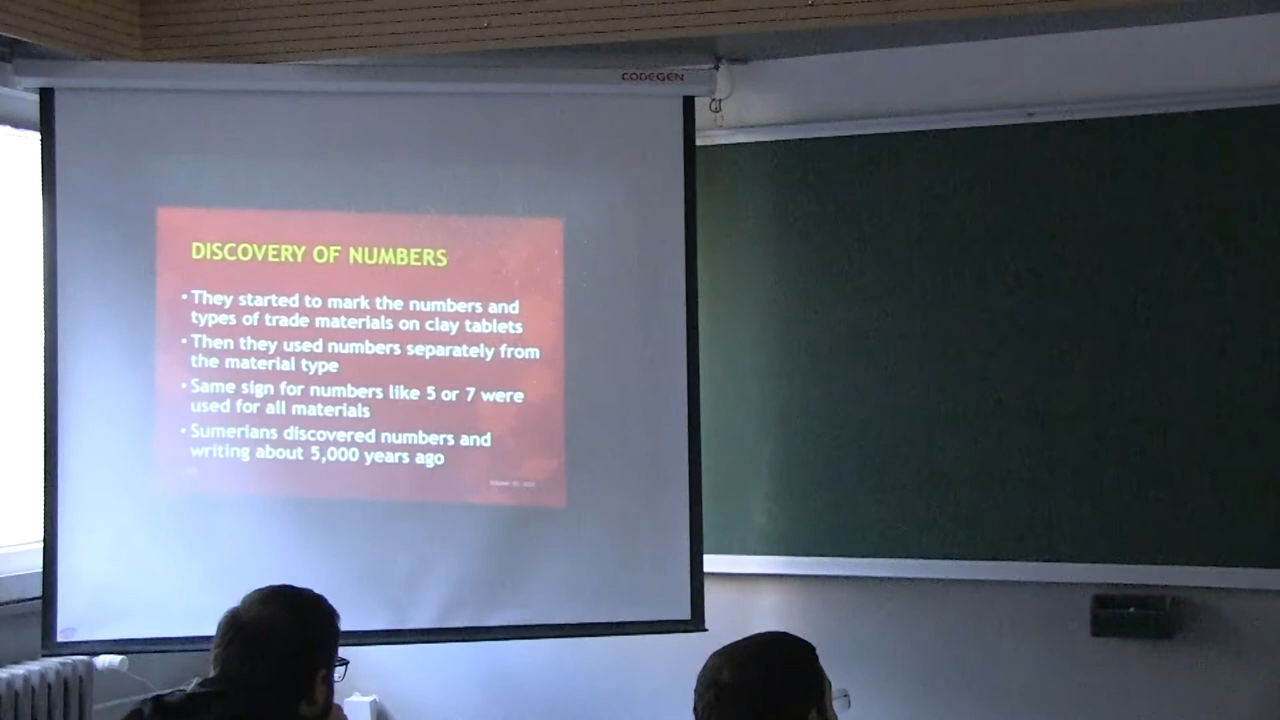 CODEGEN
DISCOVERY OF NUMBERS
• They started to mark the numbers and
types of trade materials on clay tablets
• Then they used numbers separately from
the material type
• Same sign for numbers like 5 or 7 were
used for all materials
• Sumerians discovered numbers and
writing about 5,000 years ago